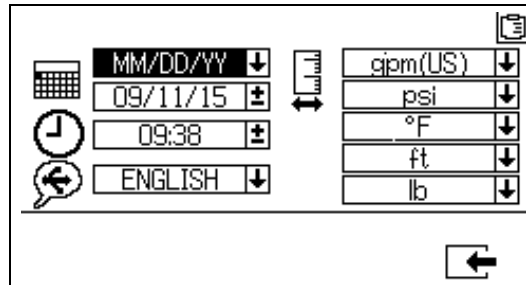 MM/DD/YY
09/11/15
09:38
ENGLISH
gpm(US)
psi
°F
ft
lb